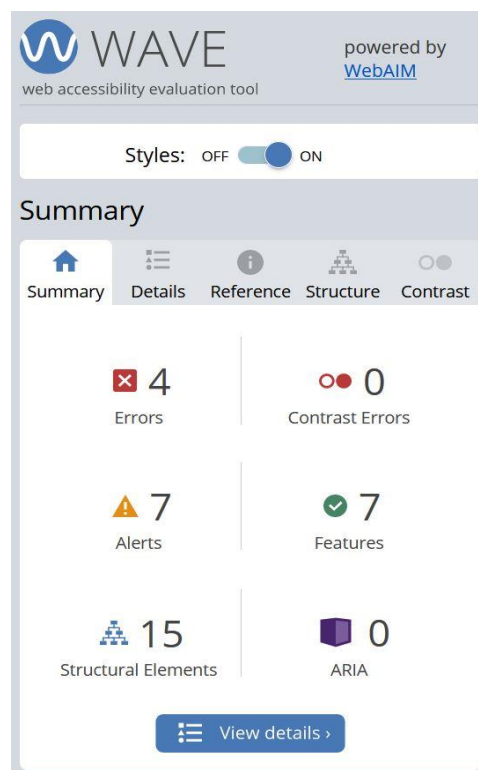 WAVE
powered by
WebAIM
web accessibility evaluation tool
Styles: OFF ON
Summary
Summary Details Reference Structure Contrast
4 0
Errors Contrast Errors
7 7
Alerts Features
15 0
Structural Elements ARIA
View details ›